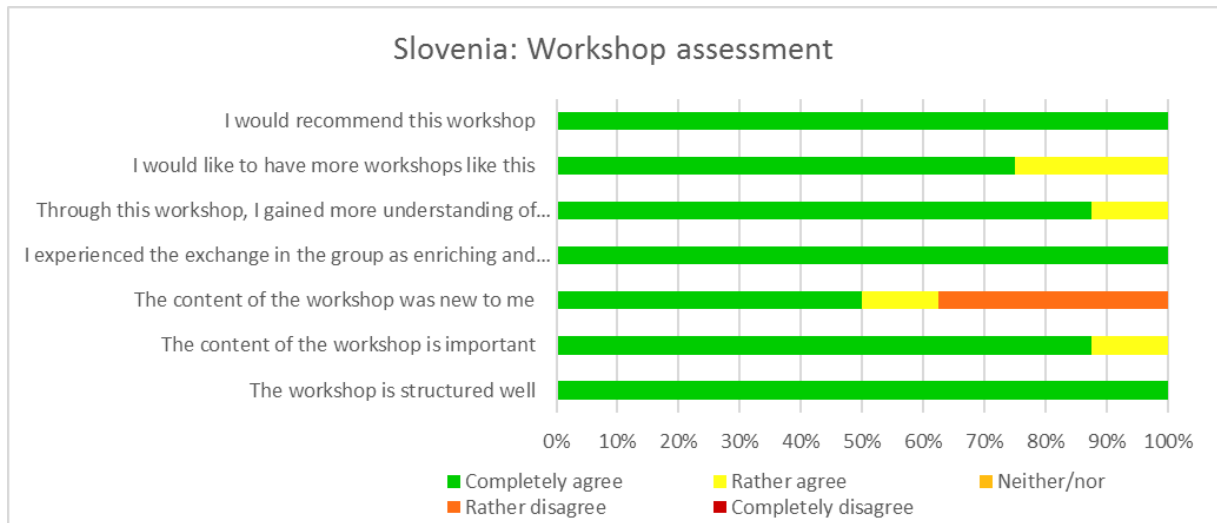 Slovenia: Workshop assessment
I would recommend this workshop
I would like to have more workshops like this
Through this workshop, I gained more understanding of...
I experienced the exchange in the group as enriching and...
The content of the workshop was new to me
The content of the workshop is important
The workshop is structured well
0% 10% 20% 30% 40% 50% 60% 70% 80% 90% 100%
Completely agree Rather agree Neither/nor
Rather disagree Completely disagree